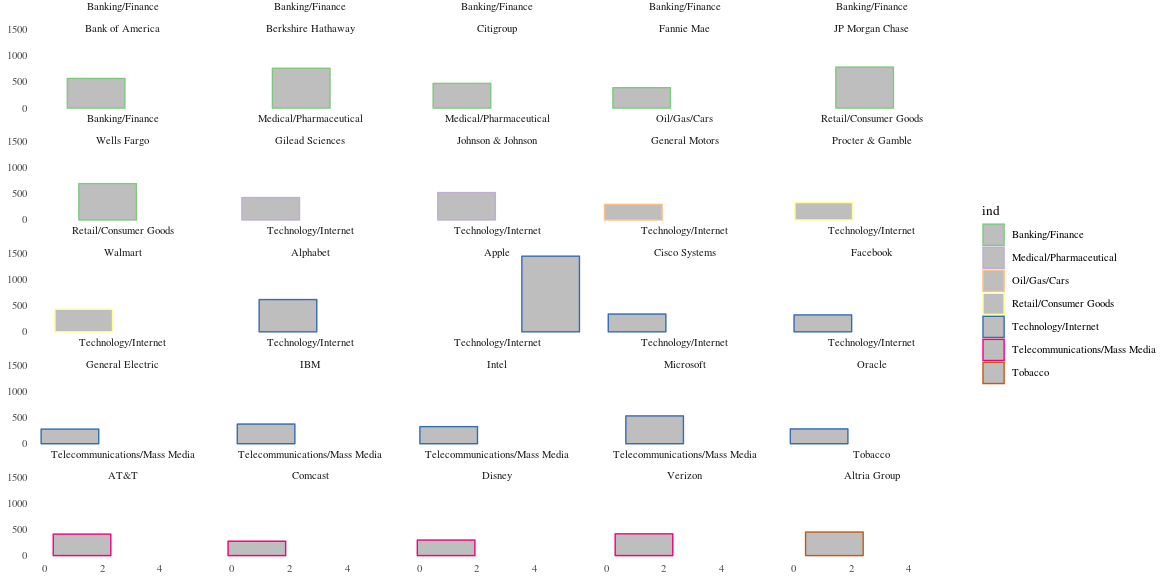 Banking/Finance Banking/Finance Banking/Finance Banking/Finance Banking/Finance
Bank of America Berkshire Hathaway Citigroup Fannie Mae JP Morgan Chase
1500
1000
500
0
Banking/Finance Medical/Pharmaceutical Medical/Pharmaceutical Oil/Gas/Cars Retail/Consumer Goods
Wells Fargo Gilead Sciences Johnson & Johnson General Motors Procter & Gamble
1500
1000
500
0
Retail/Consumer Goods Technology/Internet Technology/Internet Technology/Internet Technology/Internet
Walmart Alphabet Apple Cisco Systems Facebook
1500
1000
500
0
Technology/Internet Technology/Internet Technology/Internet Technology/Internet Technology/Internet
General Electric IBM Intel Microsoft Oracle
1500
1000
500
0
Telecommunications/Mass Media Telecommunications/Mass Media Telecommunications/Mass Media Telecommunications/Mass Media Tobacco
AT&T Comcast Disney Verizon Altria Group
1500
1000
500
0
0 2 4 0 2 4 0 2 4 0 2 4 0 2 4
ind
Banking/Finance
Medical/Pharmaceutical
Oil/Gas/Cars
Retail/Consumer Goods
Technology/Internet
Telecommunications/Mass Media
Tobacco